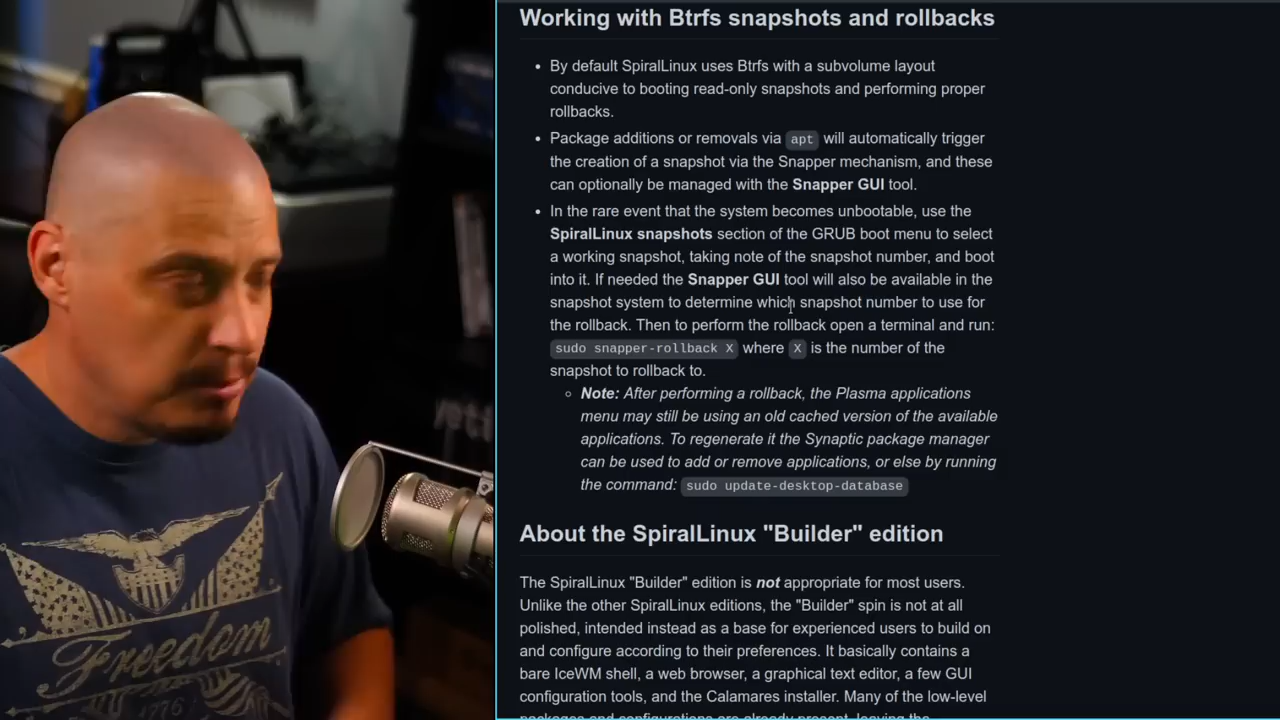 Working with Btrfs snapshots and rollbacks
By default SpiralLinux uses Btrfs with a subvolume layout
conducive to booting read-only snapshots and performing proper
rollbacks.
Package additions or removals via apt will automatically trigger
the creation of a snapshot via the Snapper mechanism, and these
can optionally be managed with the Snapper GUI tool.
In the rare event that the system becomes unbootable, use the
SpiralLinux snapshots section of the GRUB boot menu to select
a working snapshot, taking note of the snapshot number, and boot
into it. If needed the Snapper GUI tool will also be available in the
snapshot system to determine which snapshot number to use for
the rollback. Then to perform the rollback open a terminal and run:
sudo snapper-rollback X where X is the number of the
snapshot to rollback to.
Note: After performing a rollback, the Plasma applications
menu may still be using an old cached version of the available
applications. To regenerate it the Synaptic package manager
can be used to add or remove applications, or else by running
the command: sudo update-desktop-database
About the SpiralLinux "Builder" edition
The SpiralLinux "Builder" edition is not appropriate for most users.
Unlike the other SpiralLinux editions, the "Builder" spin is not at all
polished, intended instead as a base for experienced users to build on
and configure according to their preferences. It basically contains a
bare IceWM shell, a web browser, a graphical text editor, a few GUI
configuration tools, and the Calamares installer. Many of the low-level
packages and configurations are already present, leaving the
Freedom
1776